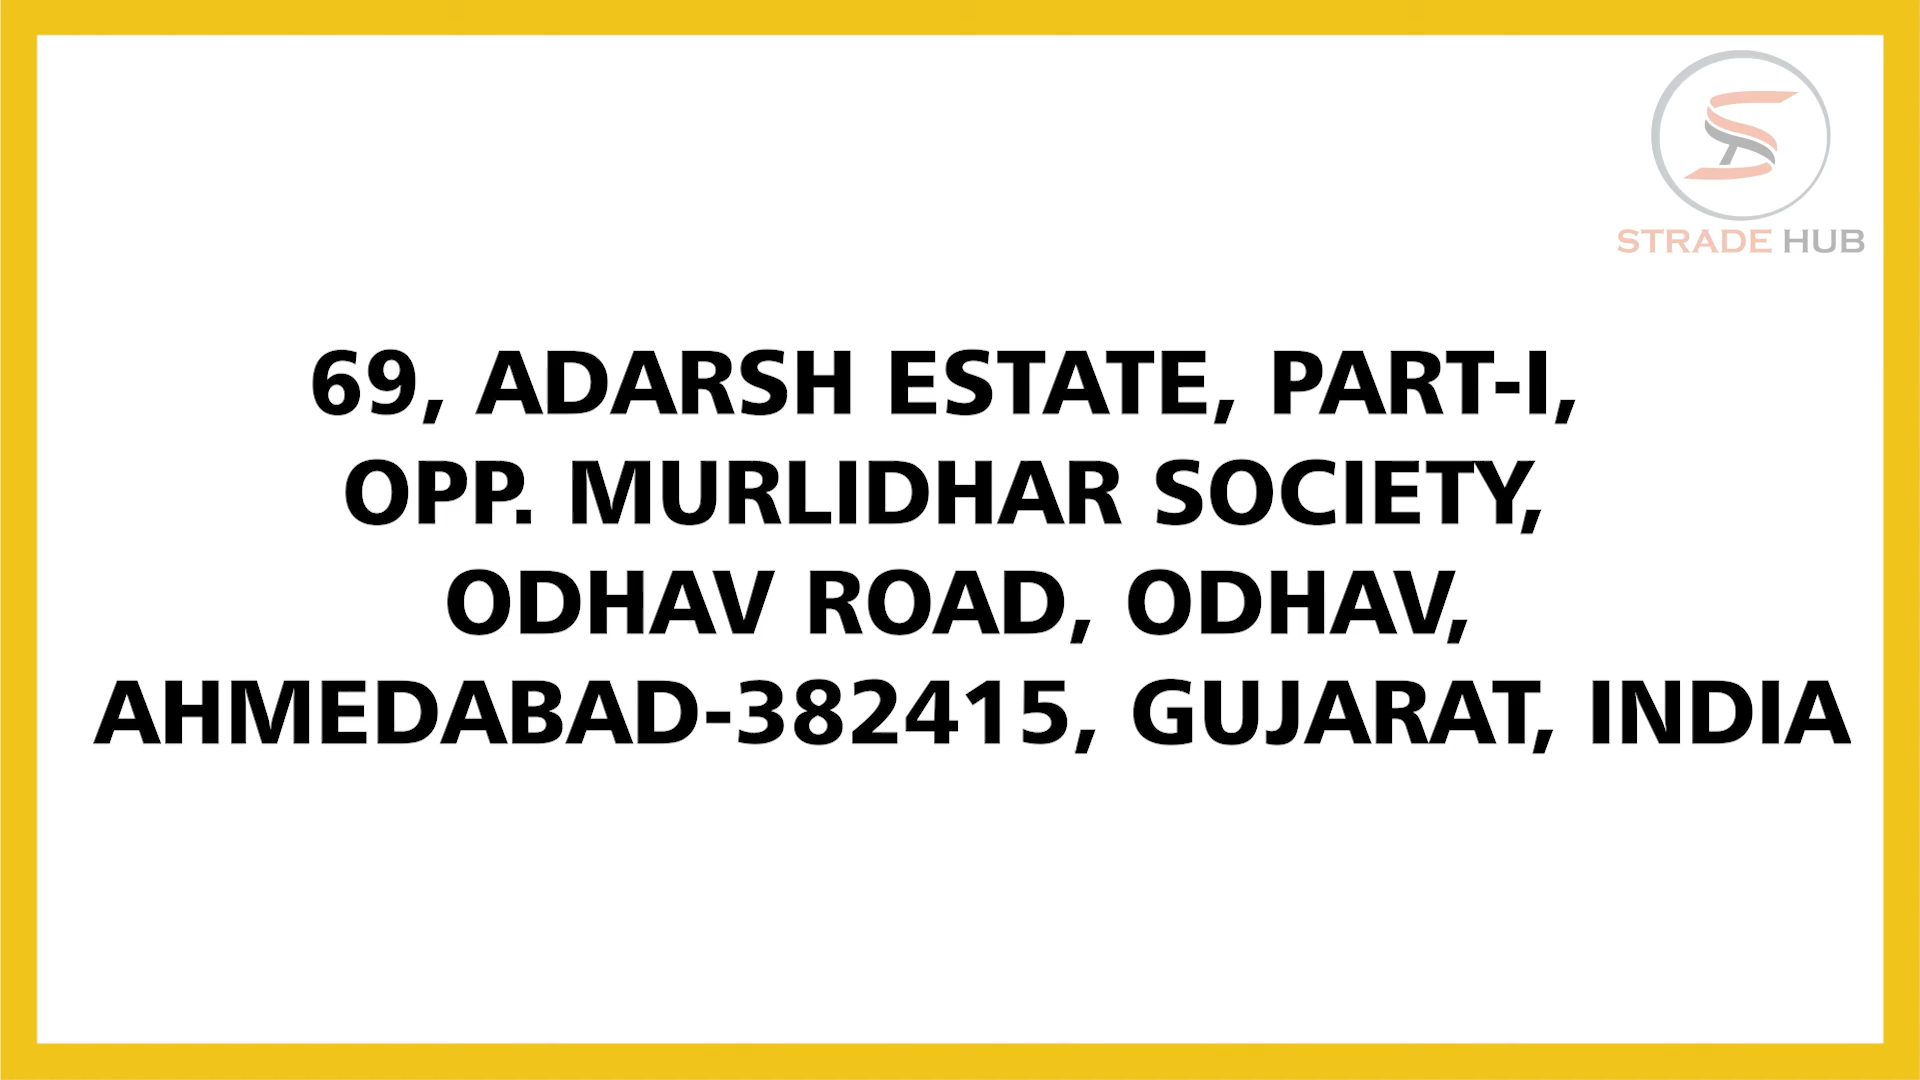 STRADE HUB
69, ADARSH ESTATE, PART-I,
OPP. MURLIDHAR SOCIETY,
ODHAV ROAD, ODHAV,
AHMEDABAD-382415, GUJARAT, INDIA